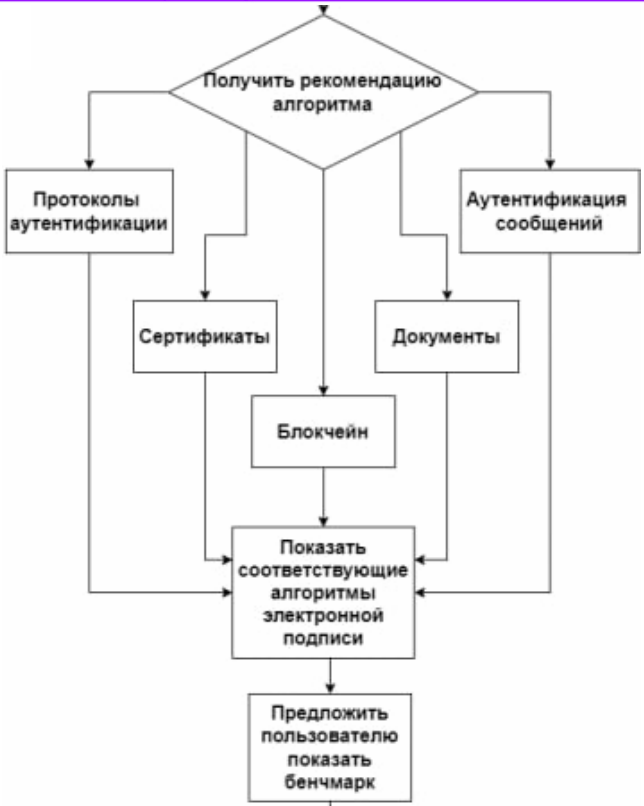 Получить рекомендацию
алгоритма
Протоколы
аутентификации
Аутентификация
сообщений
Сертификаты
Документы
Блокчейн
Показать
соответствующие
алгоритмы
электронной
подписи
Предложить
пользователю
показать
бенчмарк